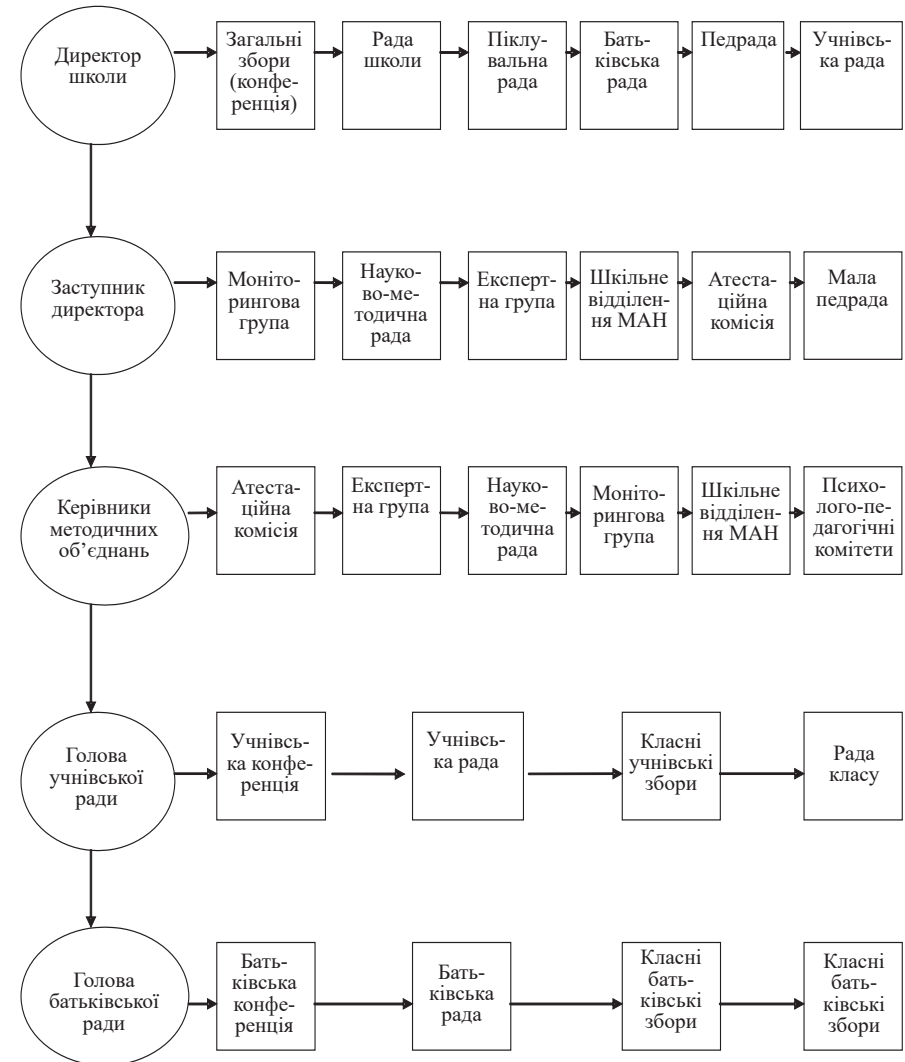 Директор
школи
Загальні
збори
(конфе-
ренція)
Рада
школи
Піклу-
вальна
рада
Бать-
ківська
рада
Педрада
Учнівсь-
ка рада
Заступник
директора
Моніто-
рингова
група
Науко-
во-ме-
тодична
рада
Експерт-
на група
Шкільне
відділен-
ня МАН
Атеста-
ційна
комісія
Мала
педрада
Керівники
методичних
об’єднань
Атеста-
ційна
комісія
Експерт-
на група
Науко-
во-ме-
тодична
рада
Моніто-
рингова
група
Шкільне
відділен-
ня МАН
Психо-
лого-пе-
дагогічні
комітети
Голова
учнівської
ради
Учнівсь-
ка конфе-
ренція
Учнівсь-
ка рада
Класні
учнівські
збори
Рада
класу
Голова
батьківської
ради
Бать-
ківська
конфе-
ренція
Бать-
ківська
рада
Класні
бать-
ківські
збори
Класні
бать-
ківські
збори